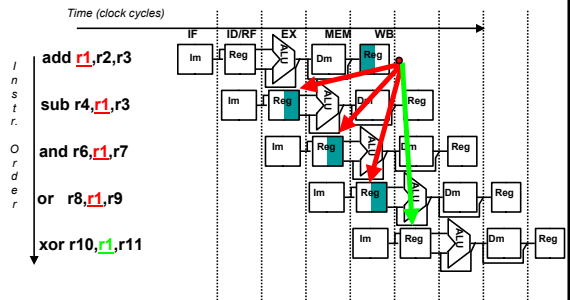 Time (clock cycles)
IF ID/RF EX MEM WB
Instr. Order
add r1,r2,r3
Im Reg ALU Dm Reg
sub r4,r1,r3
Im Reg ALU Dm Reg
and r6,r1,r7
Im Reg ALU Dm Reg
or r8,r1,r9
Im Reg ALU Dm Reg
xor r10,r1,r11
Im Reg ALU Dm Reg